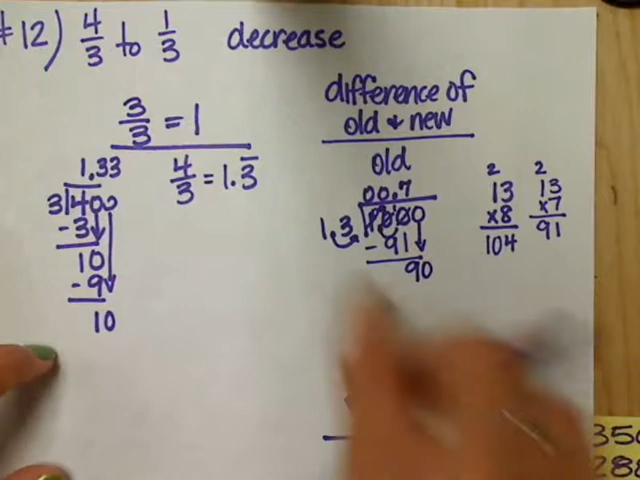 # 12) 4/3 to 1/3 decrease
difference of
old & new
old
3/3 = 1
4/3 = 1.3̅
1.33
3 400
-3
10
-9
10
00.7
1.3
-91
90
2
13
x8
104
2
13
x7
91
350
288